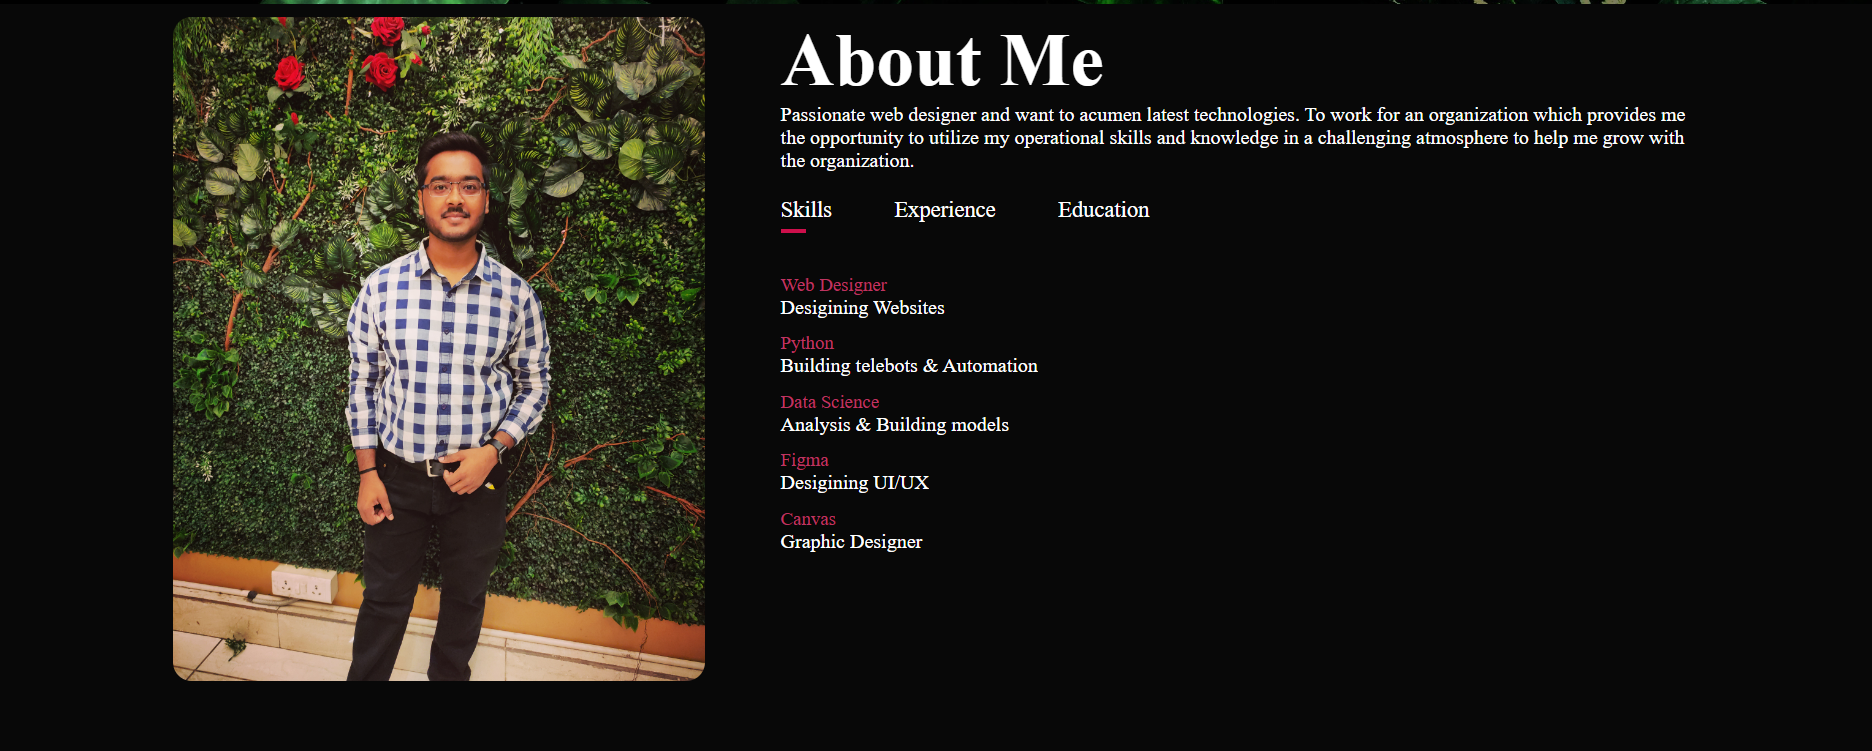 About Me
Passionate web designer and want to acumen latest technologies. To work for an organization which provides me
the opportunity to utilize my operational skills and knowledge in a challenging atmosphere to help me grow with
the organization.
Skills Experience Education
Web Designer
Desigining Websites
Python
Building telebots & Automation
Data Science
Analysis & Building models
Figma
Desigining UI/UX
Canvas
Graphic Designer